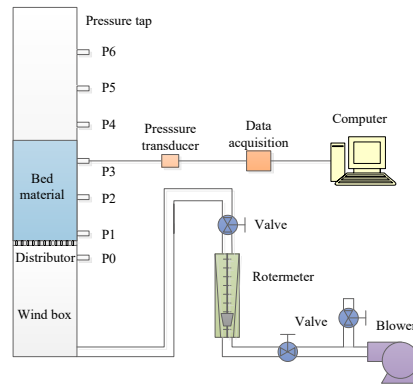 Pressure tap
P6
P5
P4
Presssure
transducer
Data
acquisition
Computer
P3
Bed
material
P2
P1
Valve
Distributor
P0
Rotermeter
Wind box
Valve
Blower